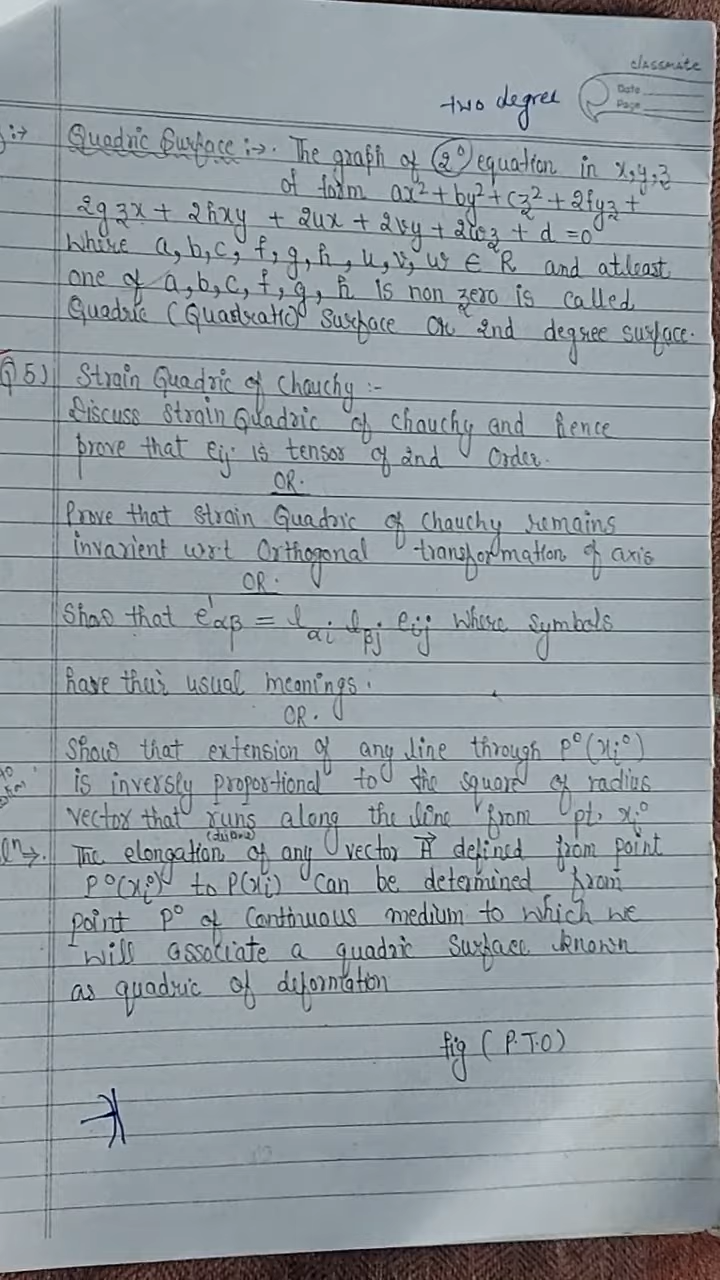 classmate
Date
Page
two degree
Quadric Surface :→. The graph of 2° equation in x,y,z
of form ax² + by² + cz² + 2fyz +
2gzx + 2hxy + 2ux + 2vy + 2wz + d = 0
where a, b, c, f, g, h, u, v, w ∈ R and atleast
one of a, b, c, f, g, h is non zero is called
Quadric (Quadratic) Surface or 2nd degree surface.
Q5) Strain Quadric of Chauchy :-
Discuss Strain Quadric of Chauchy and hence
prove that eij is tensor of 2nd Order.
OR.
Prove that Strain Quadric of Chauchy remains
invarient w.r.t Orthogonal transformation of axis
OR.
Show that e'αβ = lαi lβj eij where symbols
have their usual meanings.
OR.
Show that extension of any line through P°(xi°)
is inversly proportional to the square of radius
vector that runs along the line from pt. xi°
lⁿ→. The elongation of any vector A⃗ defined from point
P°(xi°) to P(xi) can be determined from
point P° of Continuous medium to which we
will associate a quadric surface known
as quadric of deformation
fig (P.T.O)